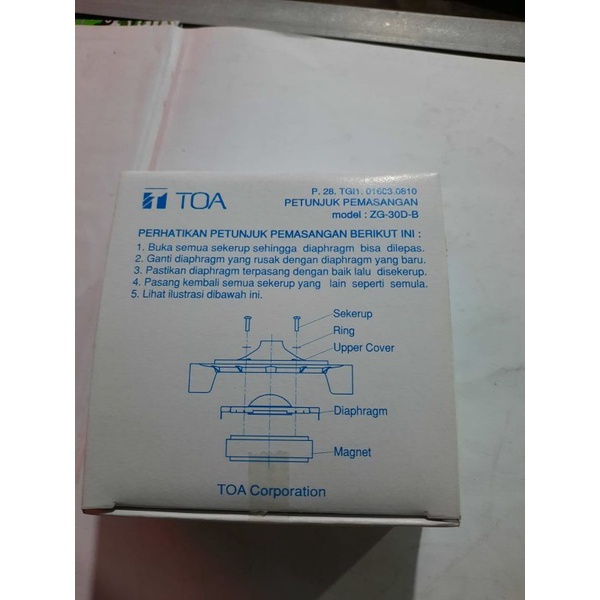 TOA
P. 28. TGI1. 01603.0810
PETUNJUK PEMASANGAN
model : ZG-30D-B
PERHATIKAN PETUNJUK PEMASANGAN BERIKUT INI :
1. Buka semua sekerup sehingga diaphragm bisa dilepas.
2. Ganti diaphragm yang rusak dengan diaphragm yang baru.
3. Pastikan diaphragm terpasang dengan baik lalu disekerup.
4. Pasang kembali semua sekerup yang lain seperti semula.
5. Lihat ilustrasi dibawah ini.
Sekerup
Ring
Upper Cover
Diaphragm
Magnet
TOA Corporation